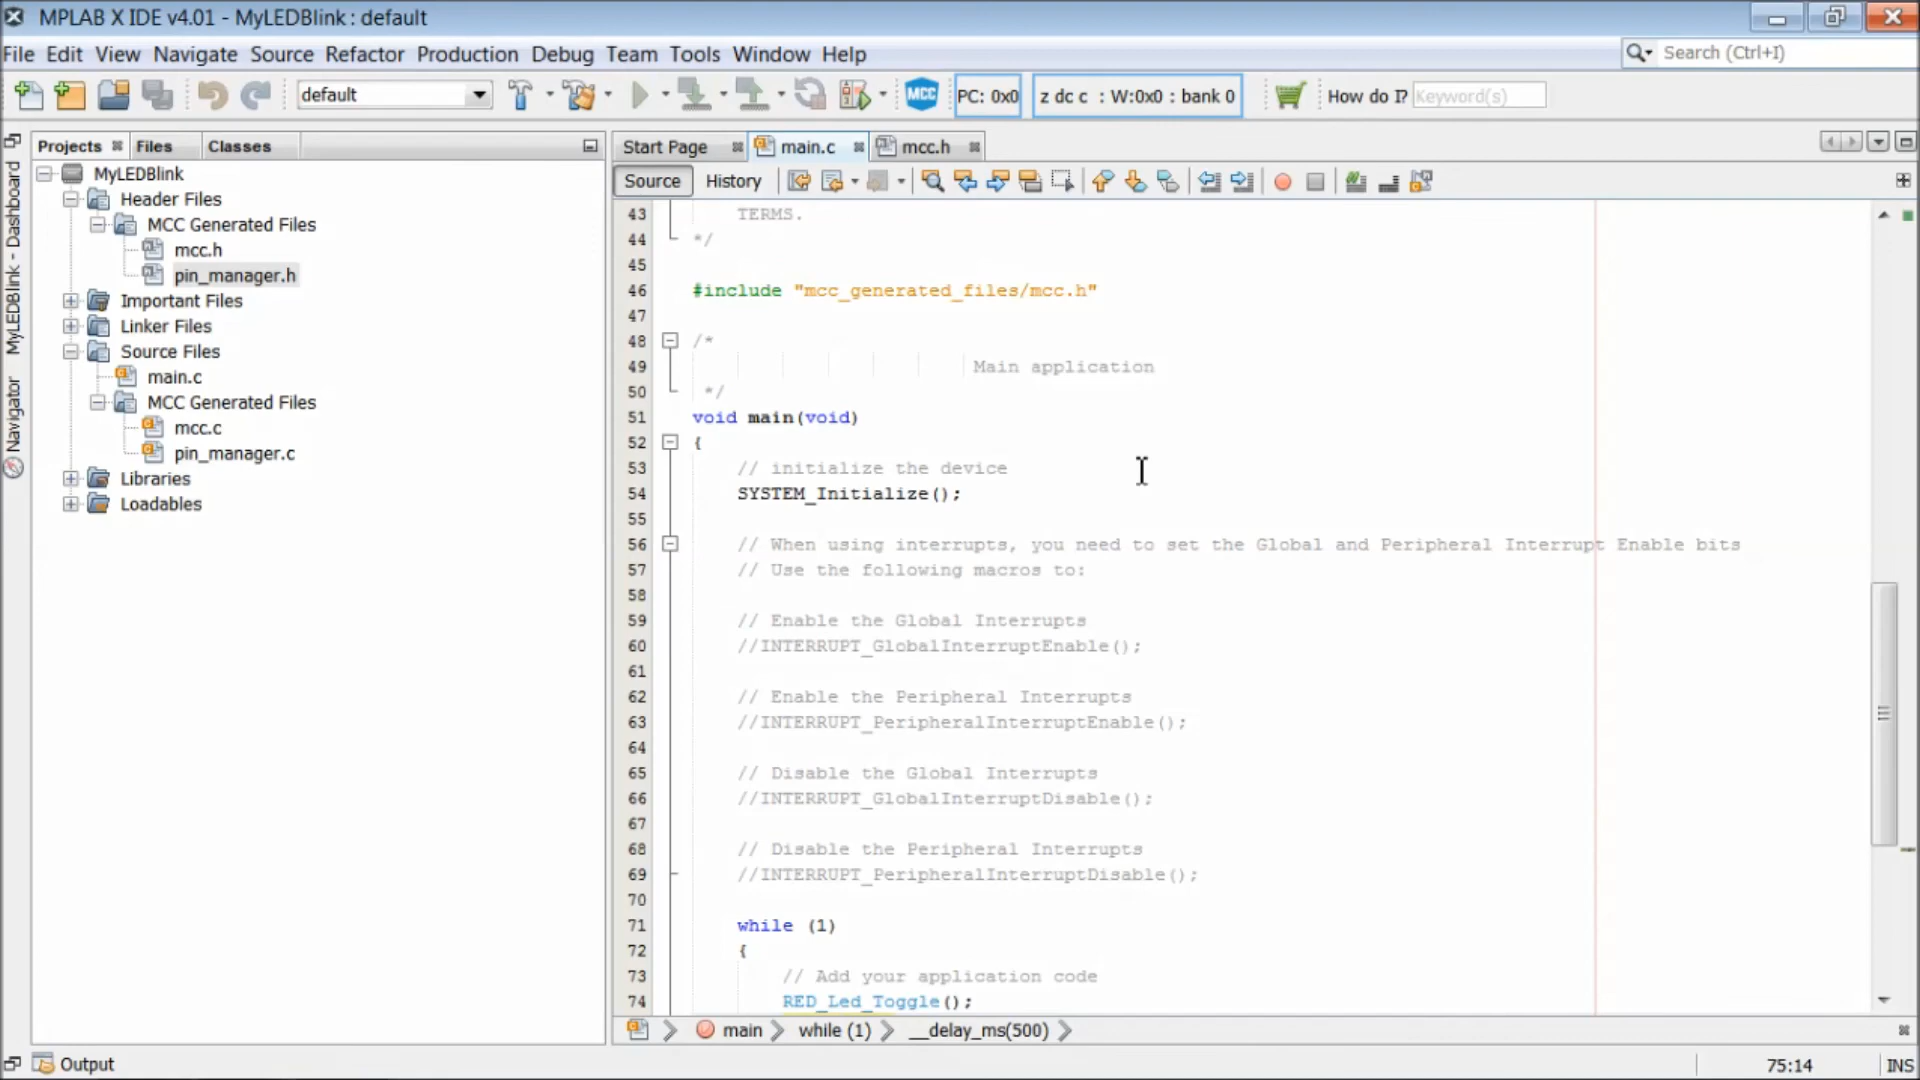 MPLAB X IDE v4.01 - MyLEDBlink : default
File Edit View Navigate Source Refactor Production Debug Team Tools Window Help
Search (Ctrl+I)
default
MCC
PC: 0x0
z dc c : W:0x0 : bank 0
How do I?
Keyword(s)
MyLEDBlink - Dashboard
Navigator
Projects
Files
Classes
MyLEDBlink
Header Files
MCC Generated Files
mcc.h
pin_manager.h
Important Files
Linker Files
Source Files
main.c
MCC Generated Files
mcc.c
pin_manager.c
Libraries
Loadables
Start Page
main.c
mcc.h
Source
History
43 TERMS.
44 */
45
46 #include "mcc_generated_files/mcc.h"
47
48 /*
49 Main application
50 */
51 void main(void)
52 {
53 // initialize the device
54 SYSTEM_Initialize();
55
56 // When using interrupts, you need to set the Global and Peripheral Interrupt Enable bits
57 // Use the following macros to:
58
59 // Enable the Global Interrupts
60 //INTERRUPT_GlobalInterruptEnable();
61
62 // Enable the Peripheral Interrupts
63 //INTERRUPT_PeripheralInterruptEnable();
64
65 // Disable the Global Interrupts
66 //INTERRUPT_GlobalInterruptDisable();
67
68 // Disable the Peripheral Interrupts
69 //INTERRUPT_PeripheralInterruptDisable();
70
71 while (1)
72 {
73 // Add your application code
74 RED_Led_Toggle();
main while (1) __delay_ms(500)
Output
75:14
INS